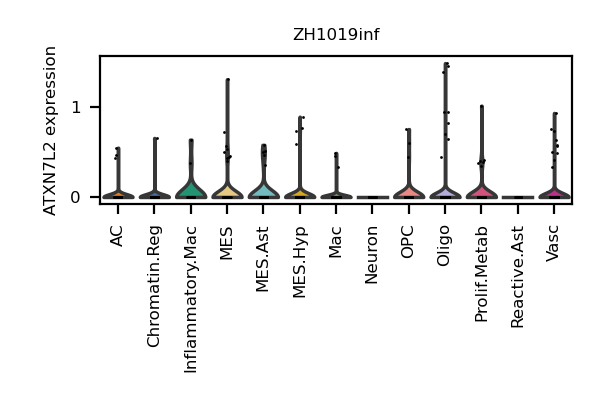 ZH1019inf
ATXN7L2 expression
1
0
AC
Chromatin.Reg
Inflammatory.Mac
MES
MES.Ast
MES.Hyp
Mac
Neuron
OPC
Oligo
Prolif.Metab
Reactive.Ast
Vasc